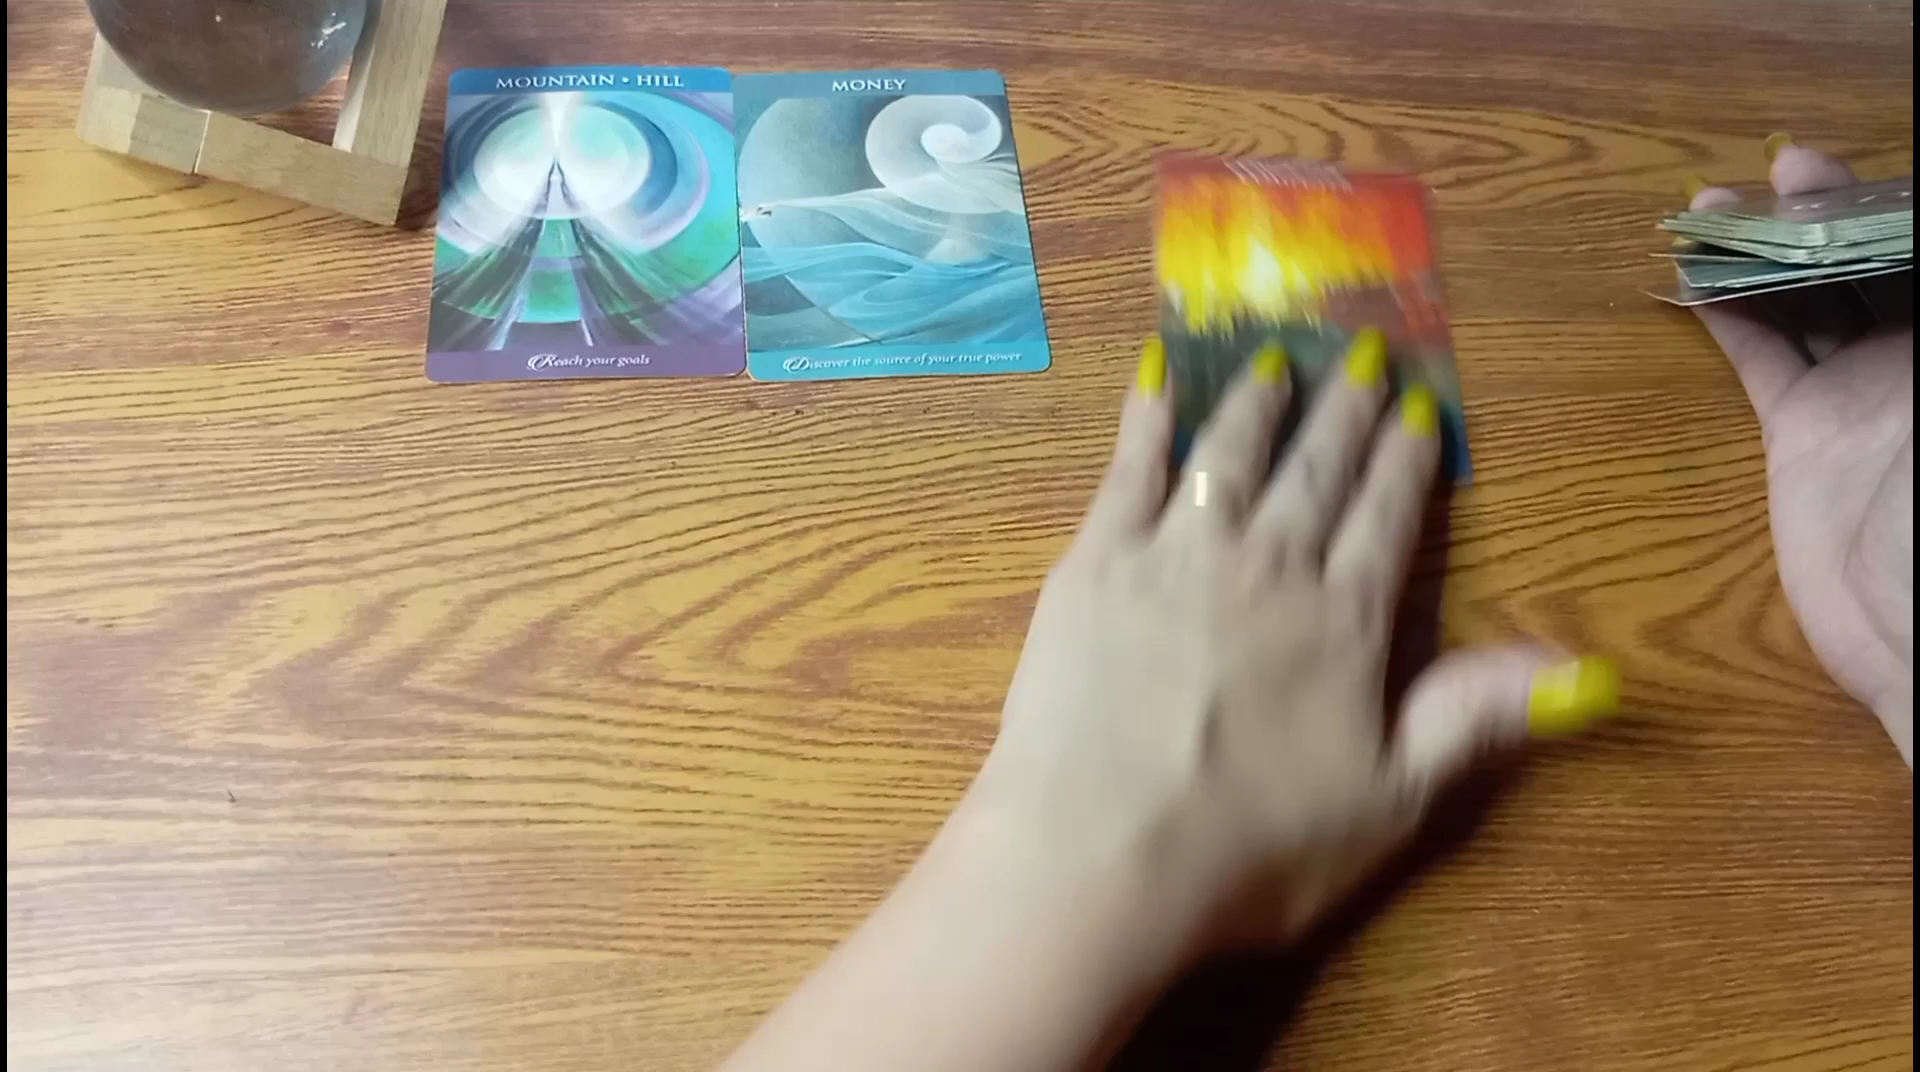 MOUNTAIN • HILL
Reach your goals
MONEY
Discover the source of your true power